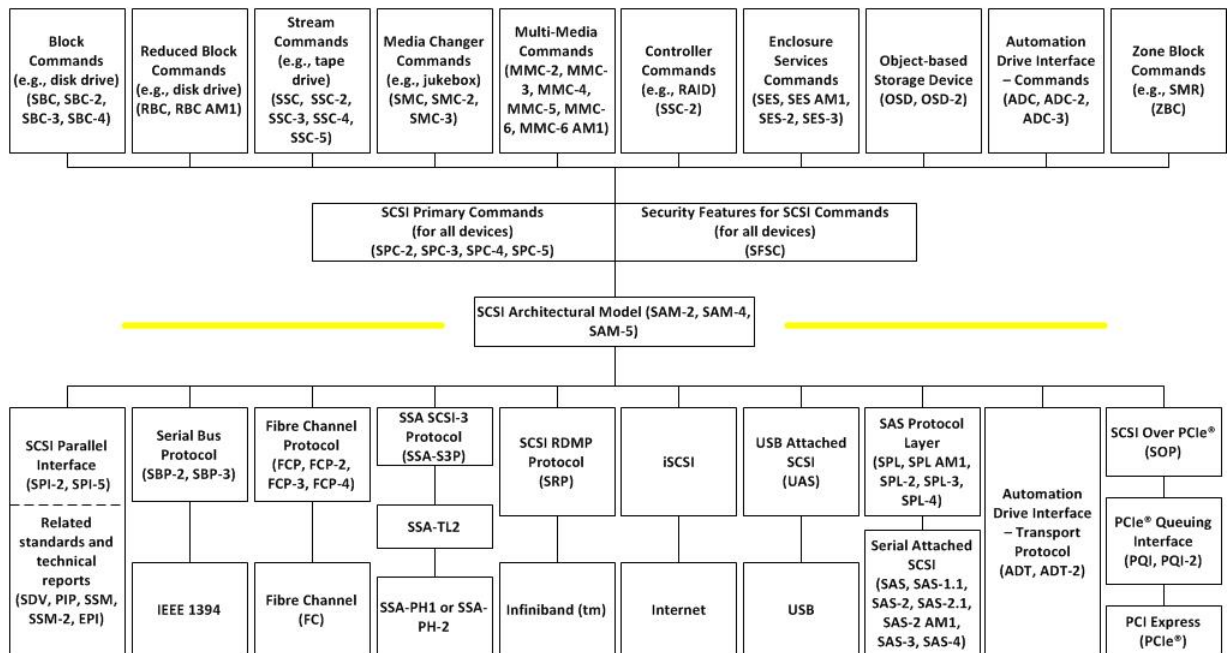 Block
Commands
(e.g., disk drive)
(SBC, SBC-2,
SBC-3, SBC-4)
Reduced Block
Commands
(e.g., disk drive)
(RBC, RBC AM1)
Stream
Commands
(e.g., tape
drive)
(SSC, SSC-2,
SSC-3, SSC-4,
SSC-5)
Media Changer
Commands
(e.g., jukebox)
(SMC, SMC-2,
SMC-3)
Multi-Media
Commands
(MMC-2, MMC-
3, MMC-4,
MMC-5, MMC-
6, MMC-6 AM1)
Controller
Commands
(e.g., RAID)
(SSC-2)
Enclosure
Services
Commands
(SES, SES AM1,
SES-2, SES-3)
Object-based
Storage Device
(OSD, OSD-2)
Automation
Drive Interface
– Commands
(ADC, ADC-2,
ADC-3)
Zone Block
Commands
(e.g., SMR)
(ZBC)
SCSI Primary Commands
(for all devices)
(SPC-2, SPC-3, SPC-4, SPC-5)
Security Features for SCSI Commands
(for all devices)
(SFSC)
SCSI Architectural Model (SAM-2, SAM-4,
SAM-5)
SCSI Parallel
Interface
(SPI-2, SPI-5)
Related
standards and
technical
reports
(SDV, PIP, SSM,
SSM-2, EPI)
Serial Bus
Protocol
(SBP-2, SBP-3)
IEEE 1394
Fibre Channel
Protocol
(FCP, FCP-2,
FCP-3, FCP-4)
Fibre Channel
(FC)
SSA SCSI-3
Protocol
(SSA-S3P)
SSA-TL2
SSA-PH1 or SSA-
PH-2
SCSI RDMP
Protocol
(SRP)
Infiniband (tm)
iSCSI
Internet
USB Attached
SCSI
(UAS)
USB
SAS Protocol
Layer
(SPL, SPL AM1,
SPL-2, SPL-3,
SPL-4)
Serial Attached
SCSI
(SAS, SAS-1.1,
SAS-2, SAS-2.1,
SAS-2 AM1,
SAS-3, SAS-4)
Automation
Drive Interface
– Transport
Protocol
(ADT, ADT-2)
SCSI Over PCIe®
(SOP)
PCIe® Queuing
Interface
(PQI, PQI-2)
PCI Express
(PCIe®)